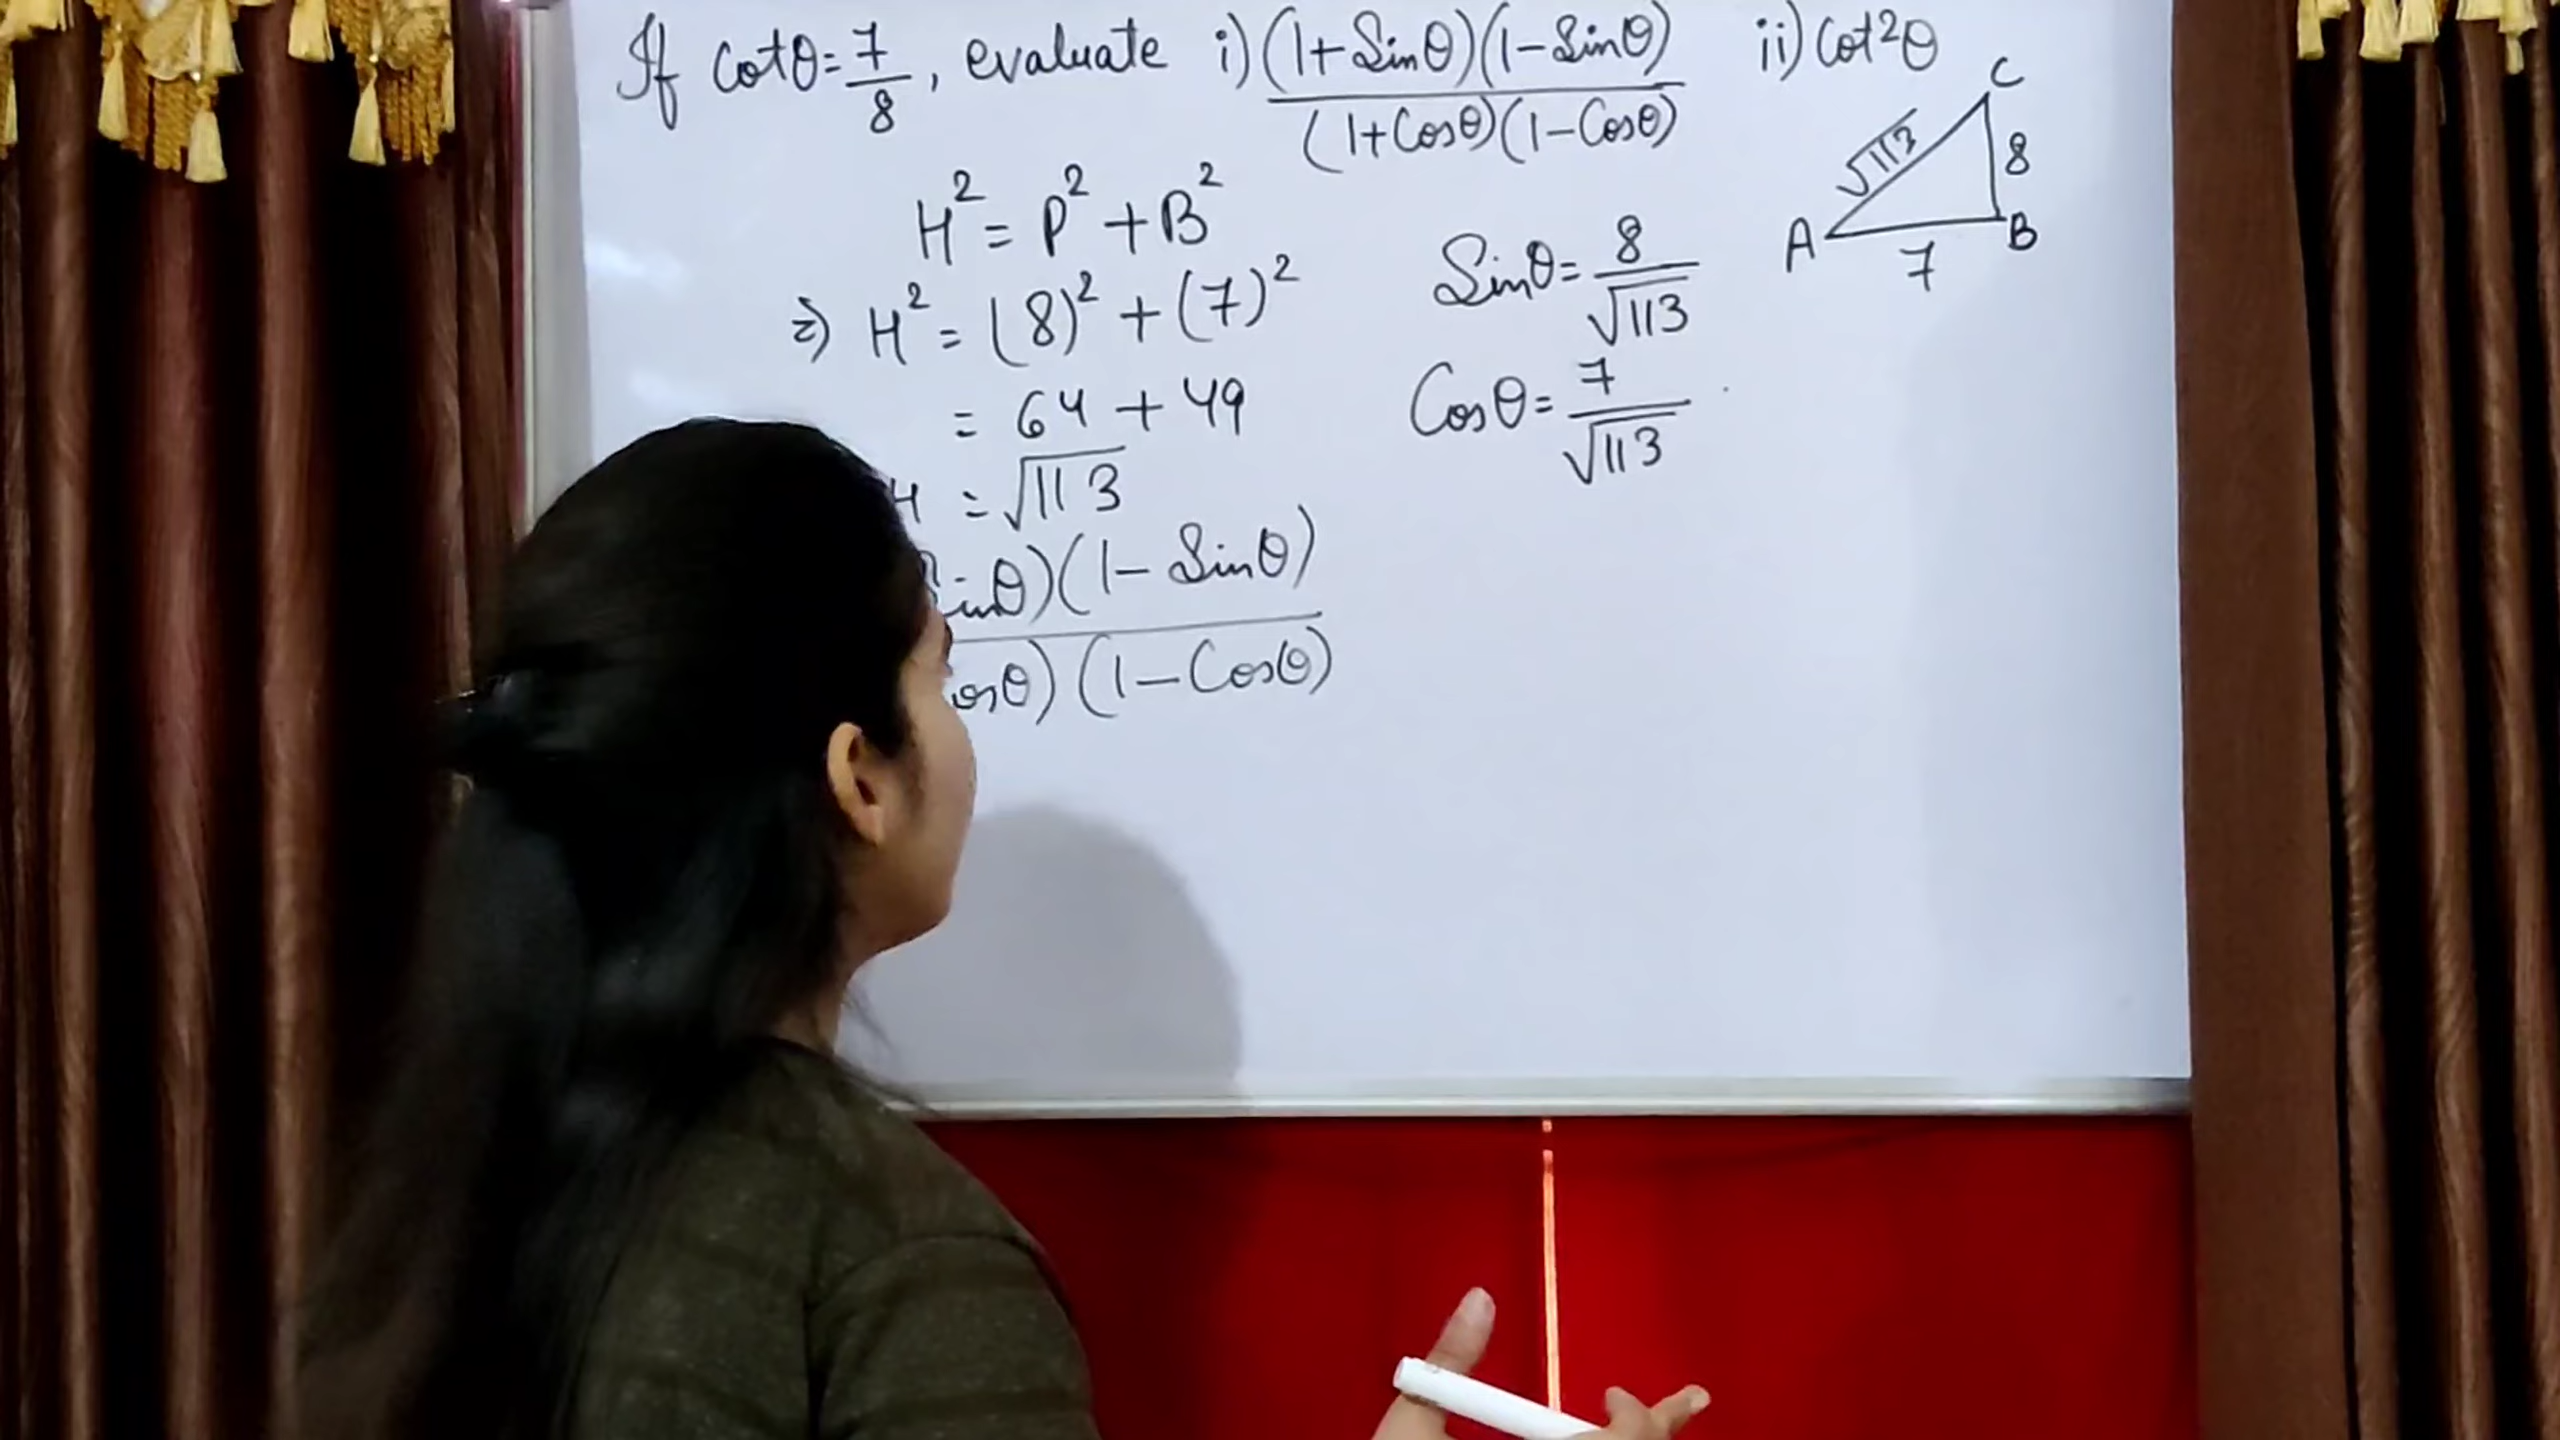 If Cotθ=7/8, evaluate i) (1+Sinθ)(1-Sinθ)/(1+Cosθ)(1-Cosθ) ii) Cot²θ
H² = P² + B²
⇒ H² = (8)² + (7)²
= 64 + 49
H = √113
inθ)(1- Sinθ)
osθ) (1-Cosθ)
Sinθ= 8/√113
Cosθ= 7/√113
C
√113
8
A
B
7